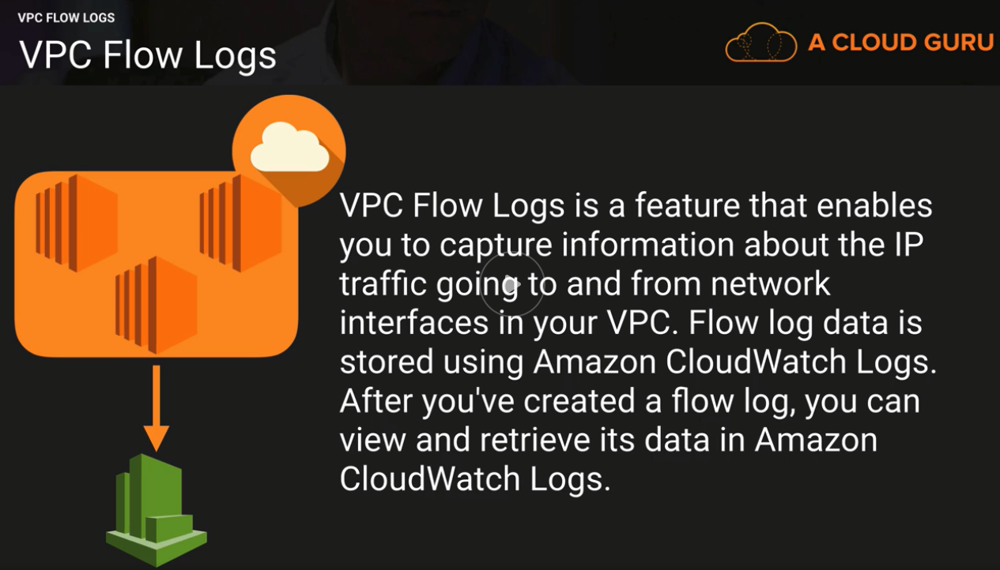 VPC FLOW LOGS
VPC Flow Logs
A CLOUD GURU
VPC Flow Logs is a feature that enables
you to capture information about the IP
traffic going to and from network
interfaces in your VPC. Flow log data is
stored using Amazon CloudWatch Logs.
After you've created a flow log, you can
view and retrieve its data in Amazon
CloudWatch Logs.